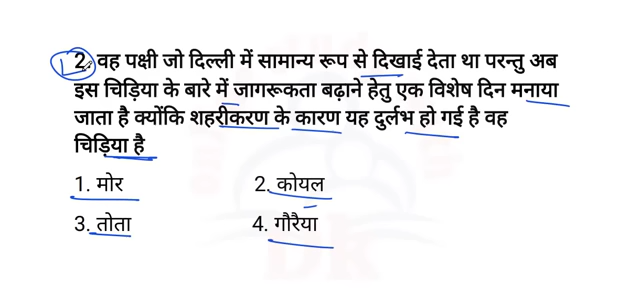 2. वह पक्षी जो दिल्ली में सामान्य रूप से दिखाई देता था परन्तु अब
इस चिड़िया के बारे में जागरूकता बढ़ाने हेतु एक विशेष दिन मनाया
जाता है क्योंकि शहरीकरण के कारण यह दुर्लभ हो गई है वह
चिड़िया है
1. मोर 2. कोयल
3. तोता 4. गौरैया